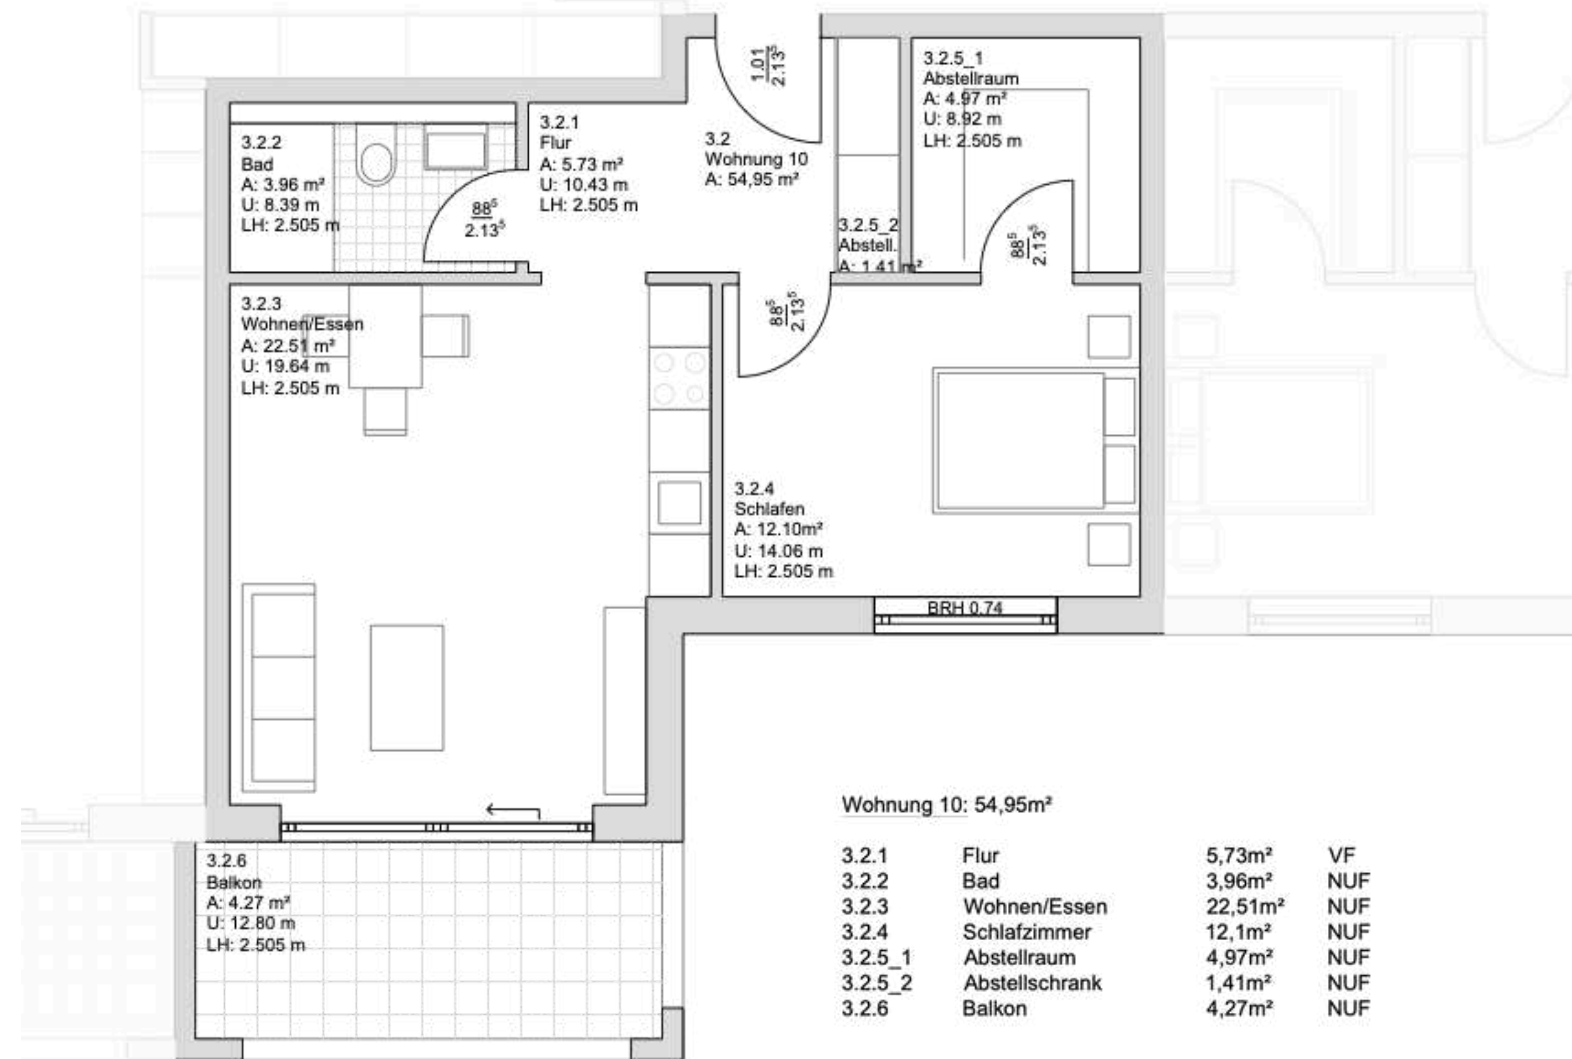 1.01
2.13⁵
3.2.5_1
Abstellraum
A: 4.97 m²
U: 8.92 m
LH: 2.505 m
3.2.1
Flur
A: 5.73 m²
U: 10.43 m
LH: 2.505 m
3.2
Wohnung 10
A: 54,95 m²
3.2.2
Bad
A: 3.96 m²
U: 8.39 m
LH: 2.505 m
88⁵
2.13⁵
3.2.5_2
Abstell.
A: 1.41 m²
88⁵
2.13⁵
88⁵
2.13⁵
3.2.3
Wohnen/Essen
A: 22.51 m²
U: 19.64 m
LH: 2.505 m
3.2.4
Schlafen
A: 12.10m²
U: 14.06 m
LH: 2.505 m
BRH 0.74
3.2.6
Balkon
A: 4.27 m²
U: 12.80 m
LH: 2.505 m
Wohnung 10: 54,95m²
3.2.1 Flur 5,73m² VF
3.2.2 Bad 3,96m² NUF
3.2.3 Wohnen/Essen 22,51m² NUF
3.2.4 Schlafzimmer 12,1m² NUF
3.2.5_1 Abstellraum 4,97m² NUF
3.2.5_2 Abstellschrank 1,41m² NUF
3.2.6 Balkon 4,27m² NUF